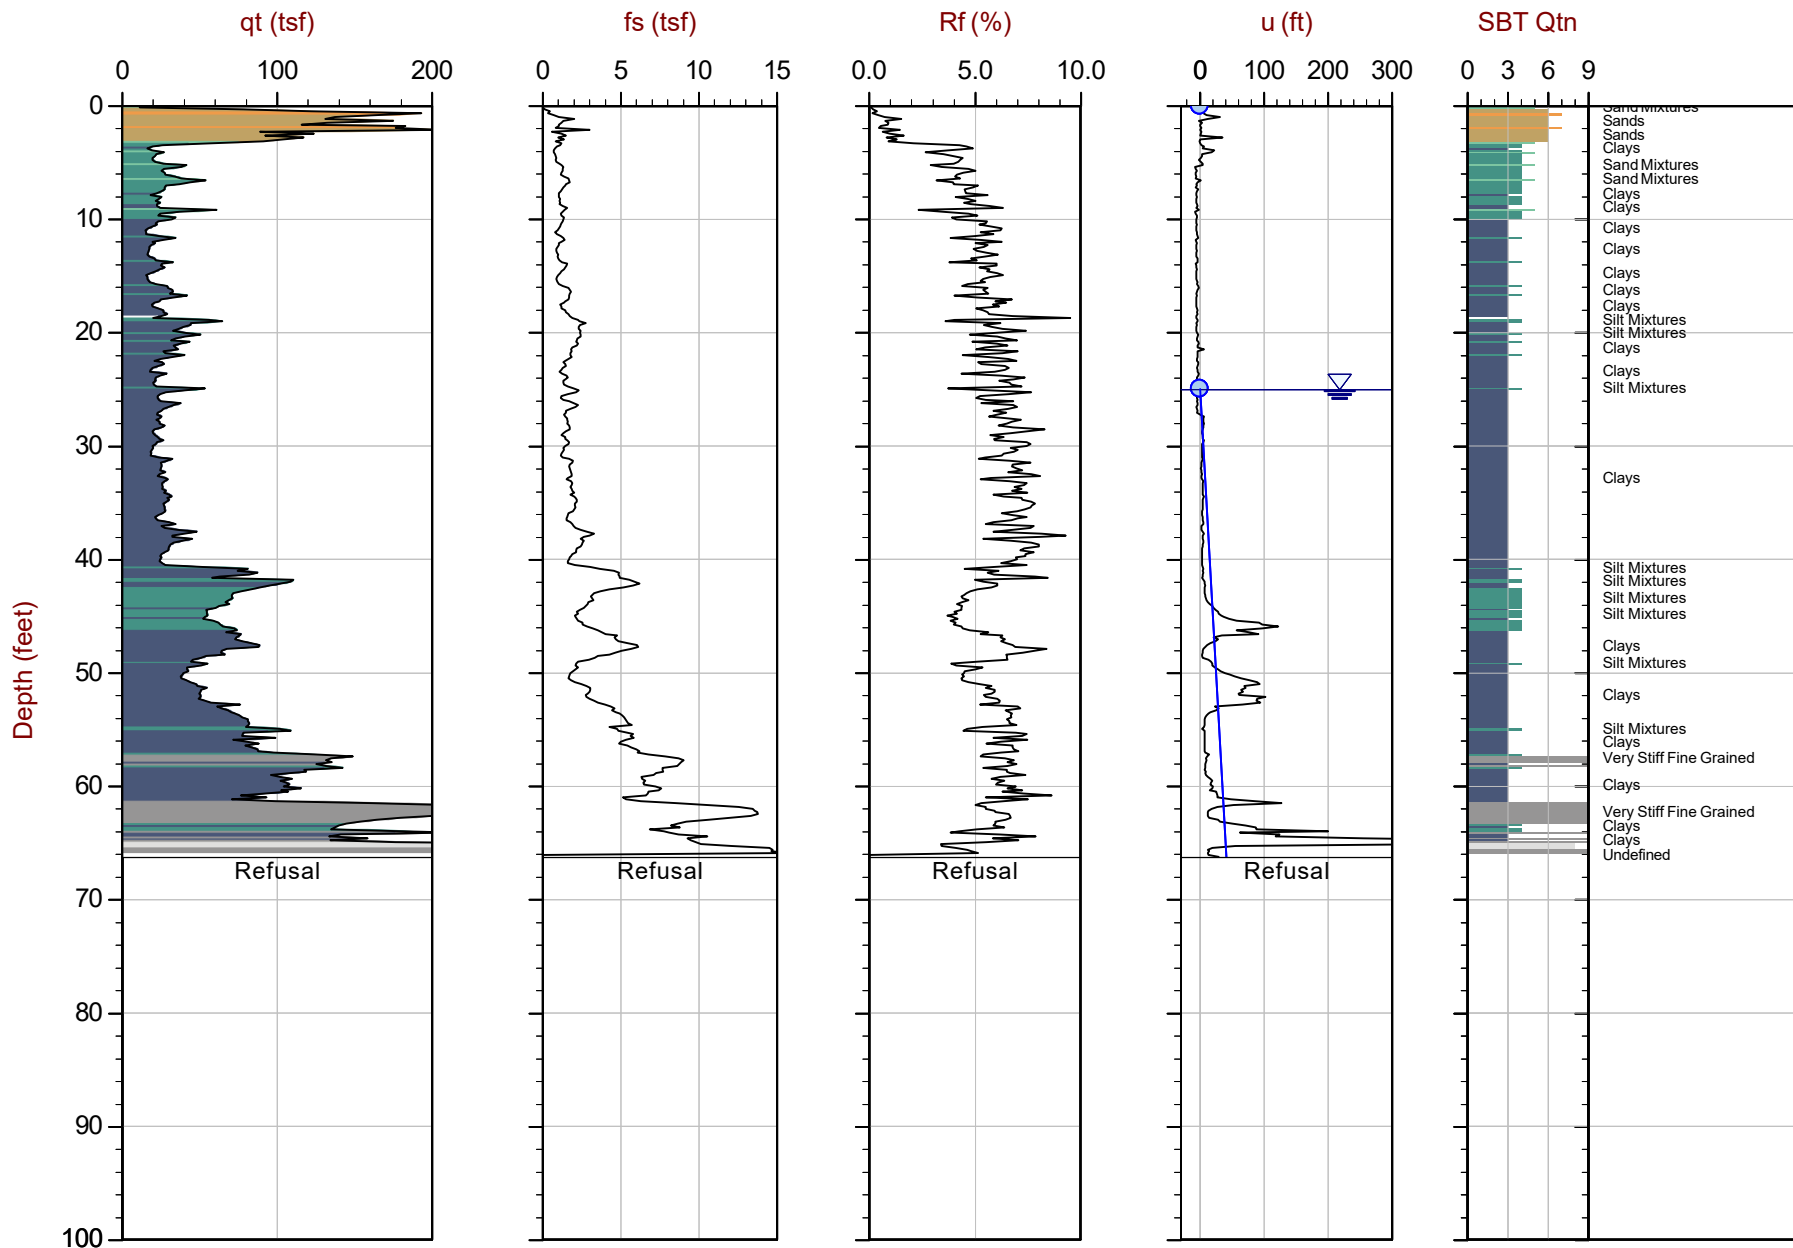 qt (tsf) fs (tsf) Rf (%) u (ft) SBT Qtn
0 100 200 0 5 10 15 0.0 5.0 10.0 0 100 200 300 0 3 6 9
0
10
20
30
40
50
60
70
80
90
100
Depth (feet)
Sand Mixtures
Sands
Sands
Clays
Sand Mixtures
Sand Mixtures
Clays
Clays
Clays
Clays
Clays
Clays
Clays
Silt Mixtures
Silt Mixtures
Clays
Clays
Silt Mixtures
Clays
Silt Mixtures
Silt Mixtures
Silt Mixtures
Silt Mixtures
Clays
Silt Mixtures
Clays
Silt Mixtures
Clays
Very Stiff Fine Grained
Clays
Very Stiff Fine Grained
Clays
Clays
Undefined
Refusal Refusal Refusal Refusal